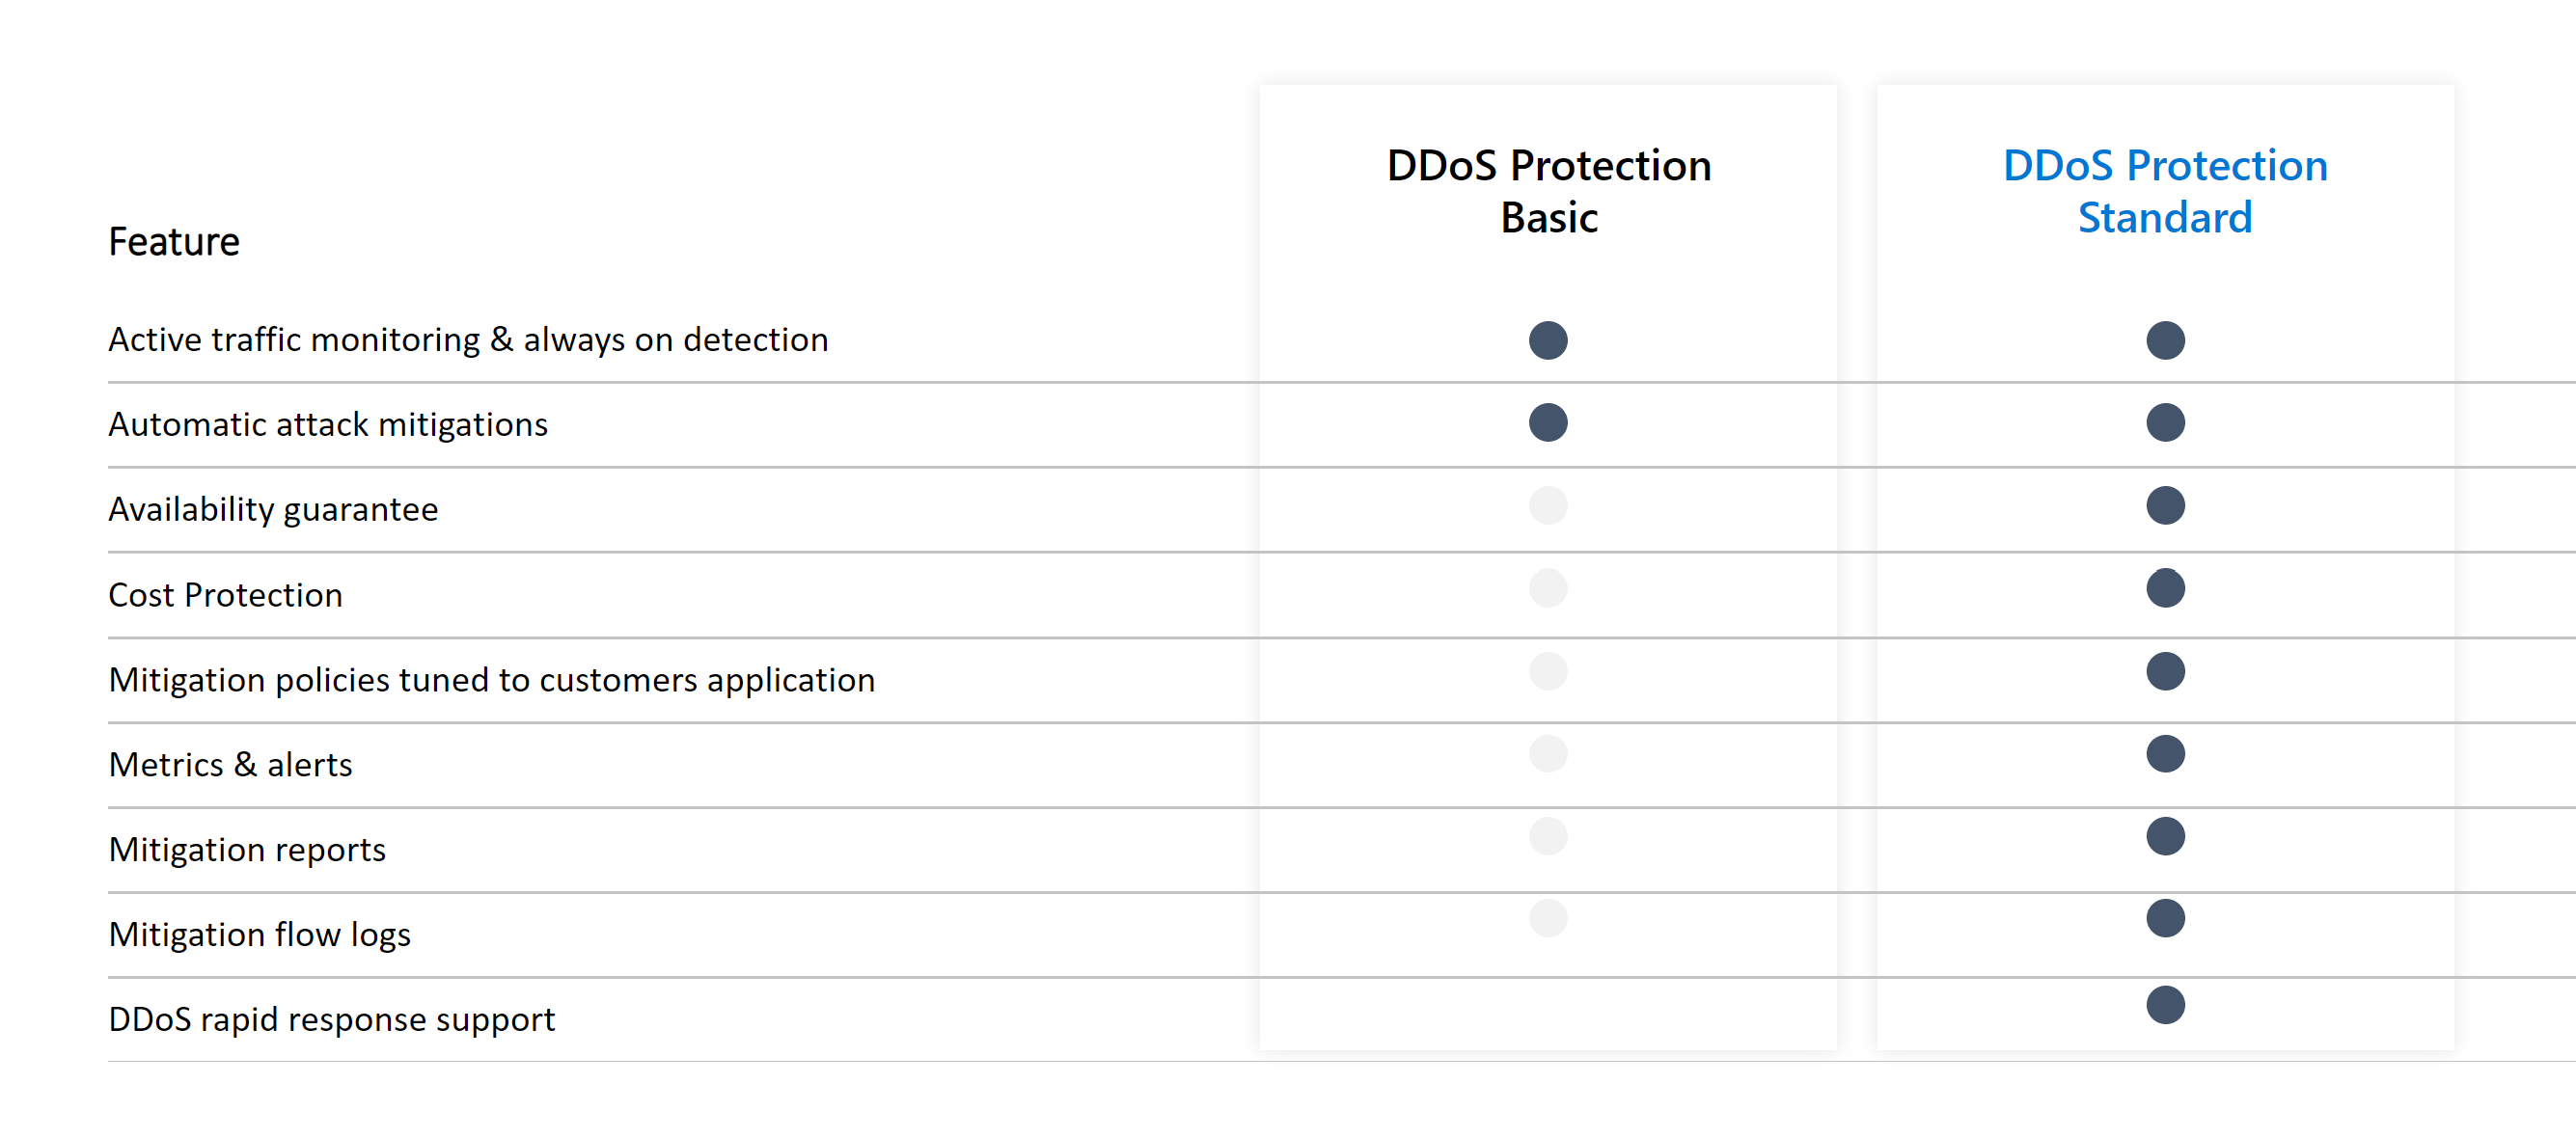 DDoS Protection
Basic
DDoS Protection
Standard
Feature
Active traffic monitoring & always on detection
Automatic attack mitigations
Availability guarantee
Cost Protection
Mitigation policies tuned to customers application
Metrics & alerts
Mitigation reports
Mitigation flow logs
DDoS rapid response support